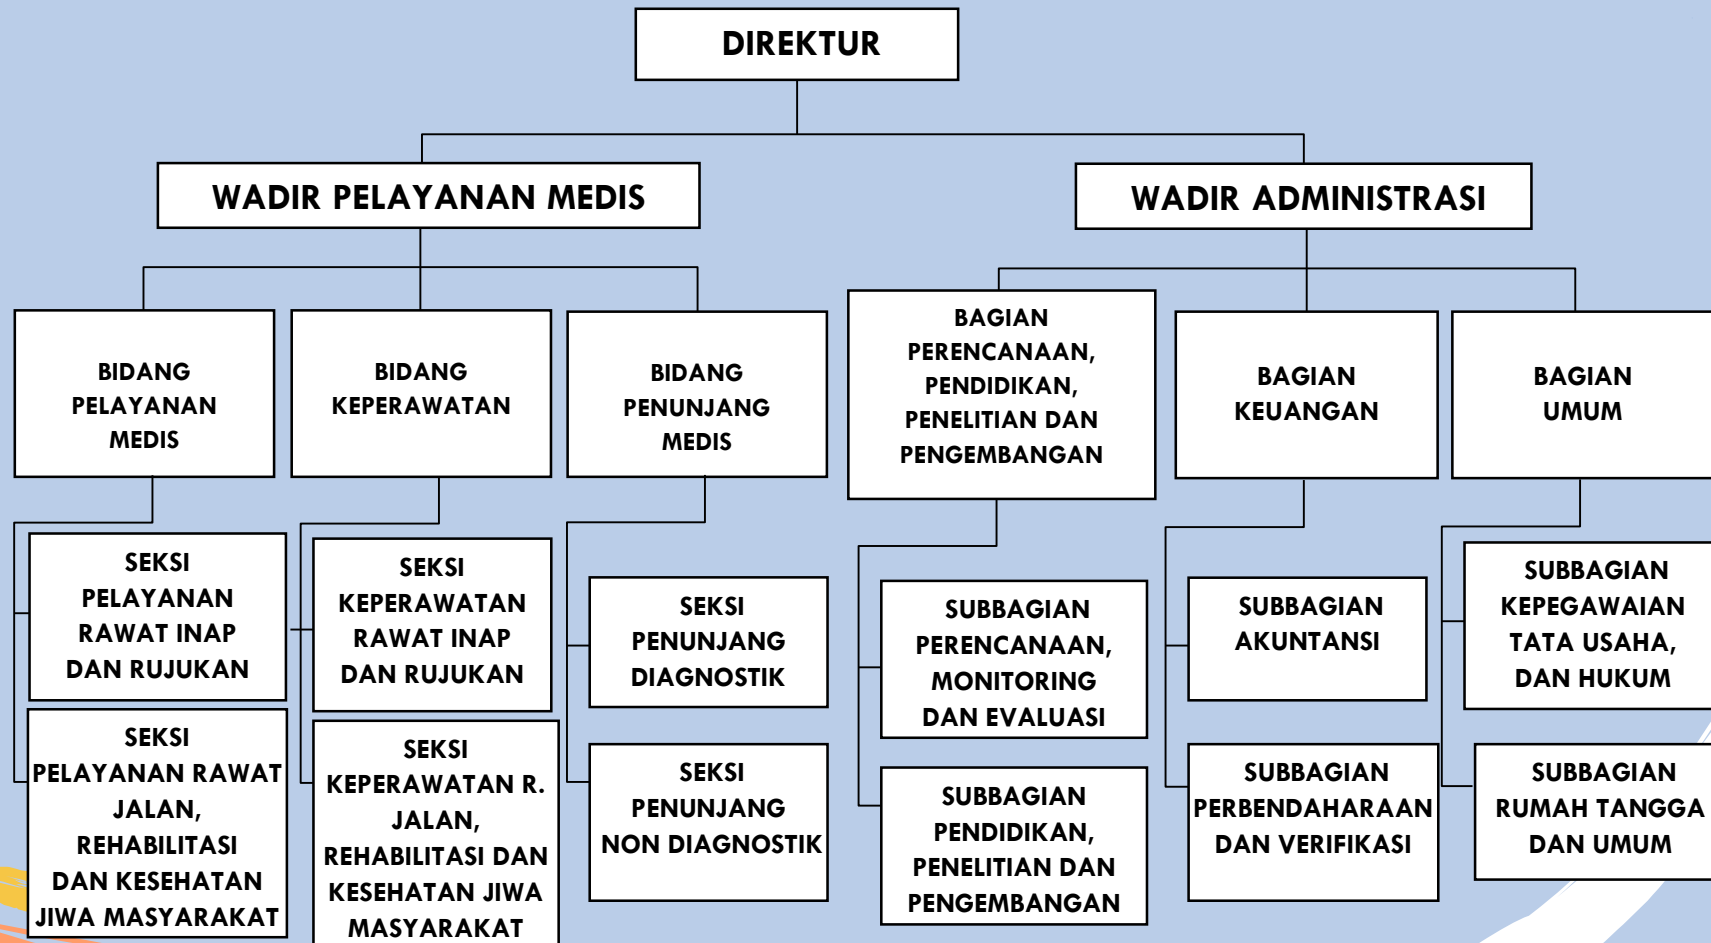 DIREKTUR
WADIR PELAYANAN MEDIS
WADIR ADMINISTRASI
BIDANG
PELAYANAN
MEDIS
BIDANG
KEPERAWATAN
BIDANG
PENUNJANG
MEDIS
BAGIAN
PERENCANAAN,
PENDIDIKAN,
PENELITIAN DAN
PENGEMBANGAN
BAGIAN
KEUANGAN
BAGIAN
UMUM
SEKSI
PELAYANAN
RAWAT INAP
DAN RUJUKAN
SEKSI
KEPERAWATAN
RAWAT INAP
DAN RUJUKAN
SEKSI
PENUNJANG
DIAGNOSTIK
SUBBAGIAN
PERENCANAAN,
MONITORING
DAN EVALUASI
SUBBAGIAN
AKUNTANSI
SUBBAGIAN
KEPEGAWAIAN
TATA USAHA,
DAN HUKUM
SEKSI
PELAYANAN RAWAT
JALAN,
REHABILITASI
DAN KESEHATAN
JIWA MASYARAKAT
SEKSI
KEPERAWATAN R.
JALAN,
REHABILITASI DAN
KESEHATAN JIWA
MASYARAKAT
SEKSI
PENUNJANG
NON DIAGNOSTIK
SUBBAGIAN
PENDIDIKAN,
PENELITIAN DAN
PENGEMBANGAN
SUBBAGIAN
PERBENDAHARAAN
DAN VERIFIKASI
SUBBAGIAN
RUMAH TANGGA
DAN UMUM